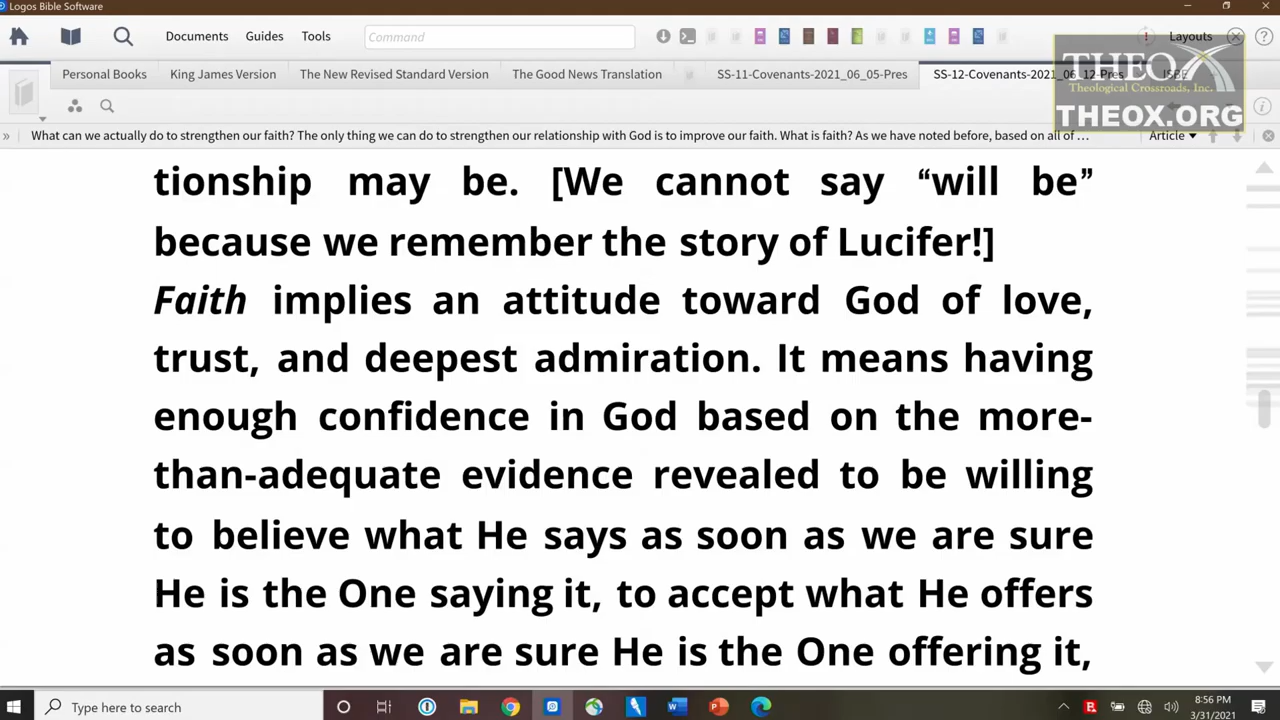 Logos Bible Software
Documents Guides Tools Command Layouts
Personal Books King James Version The New Revised Standard Version The Good News Translation SS-11-Covenants-2021_06_05-Pres SS-12-Covenants-2021_06_12-Pres ISBE
THEOX
Theological Crossroads, Inc.
THEOX.ORG
» What can we actually do to strengthen our faith? The only thing we can do to strengthen our relationship with God is to improve our faith. What is faith? As we have noted before, based on all of … Article
tionship may be. [We cannot say “will be”
because we remember the story of Lucifer!]
Faith implies an attitude toward God of love,
trust, and deepest admiration. It means having
enough confidence in God based on the more-
than-adequate evidence revealed to be willing
to believe what He says as soon as we are sure
He is the One saying it, to accept what He offers
as soon as we are sure He is the One offering it,
Type here to search
8:56 PM
3/31/2021